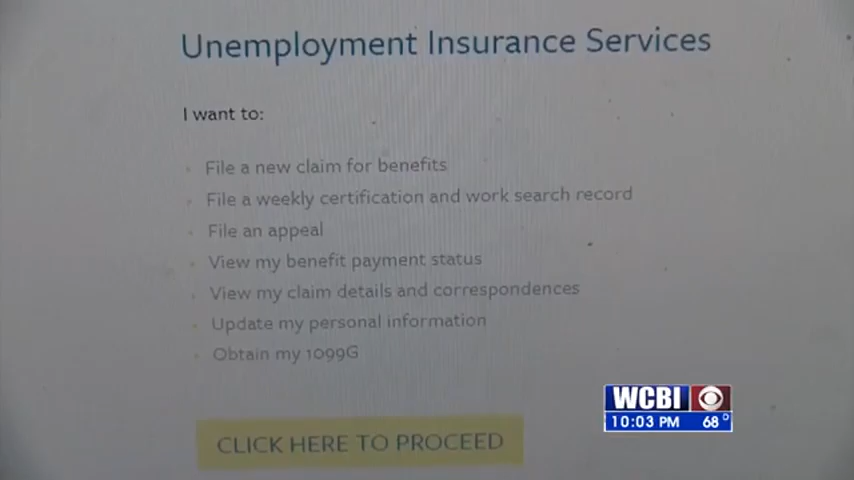 Unemployment Insurance Services
I want to:
File a new claim for benefits
File a weekly certification and work search record
File an appeal
View my benefit payment status
View my claim details and correspondences
Update my personal information
Obtain my 1099G
CLICK HERE TO PROCEED
WCBI
10:03 PM 68°